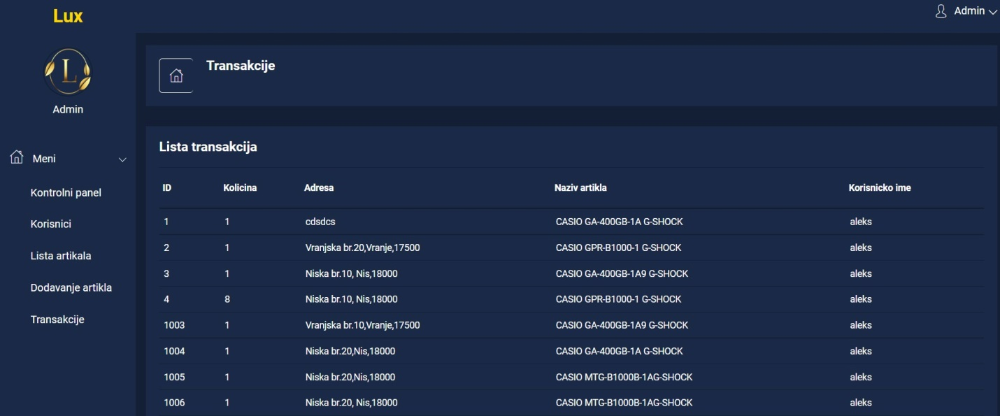 Lux
Admin
L
Admin
Meni
Kontrolni panel
Korisnici
Lista artikala
Dodavanje artikla
Transakcije
Transakcije
Lista transakcija
ID Kolicina Adresa Naziv artikla Korisnicko ime
1 1 cdsdcs CASIO GA-400GB-1A G-SHOCK aleks
2 1 Vranjska br.20,Vranje,17500 CASIO GPR-B1000-1 G-SHOCK aleks
3 1 Niska br.10, Nis,18000 CASIO GA-400GB-1A9 G-SHOCK aleks
4 8 Niska br.10, Nis,18000 CASIO GPR-B1000-1 G-SHOCK aleks
1003 1 Vranjska br.10,Vranje,17500 CASIO GA-400GB-1A9 G-SHOCK aleks
1004 1 Niska br.20,Nis,18000 CASIO GA-400GB-1A G-SHOCK aleks
1005 1 Niska br.20,Nis,18000 CASIO MTG-B1000B-1AG-SHOCK aleks
1006 1 Niska br.20, Nis,18000 CASIO MTG-B1000B-1AG-SHOCK aleks